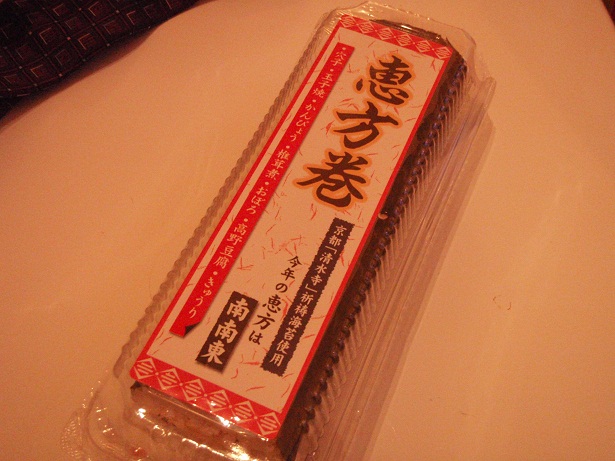 恵方巻
京都「清水寺」祈祷海苔使用
今年の恵方は
南南東
・穴子・玉子焼・かんぴょう・椎茸煮・おぼろ・高野豆腐・きゅうり